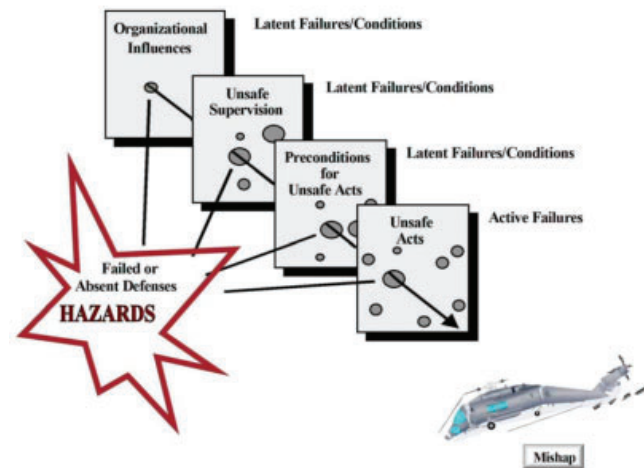 Organizational
Influences
Latent Failures/Conditions
Unsafe
Supervision
Latent Failures/Conditions
Preconditions
for
Unsafe Acts
Latent Failures/Conditions
Unsafe
Acts
Active Failures
Failed or
Absent Defenses
HAZARDS
Mishap